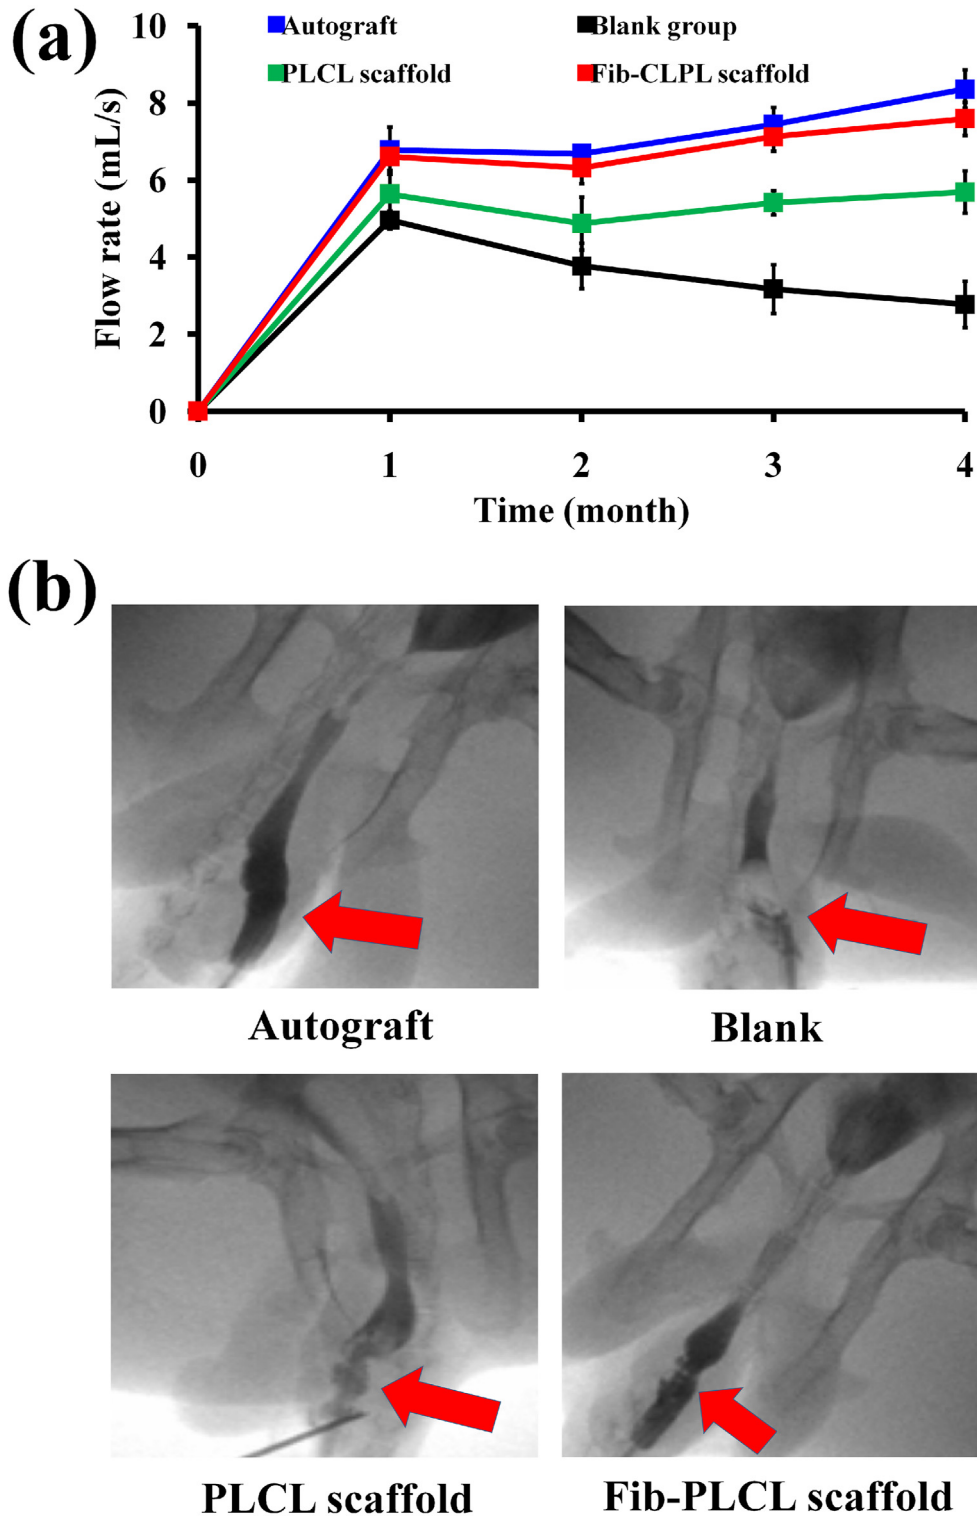 (a)
Autograft
Blank group
PLCL scaffold
Fib-CLPL scaffold
Flow rate (mL/s)
10
8
6
4
2
0
0 1 2 3 4
Time (month)
(b)
Autograft
Blank
PLCL scaffold
Fib-PLCL scaffold